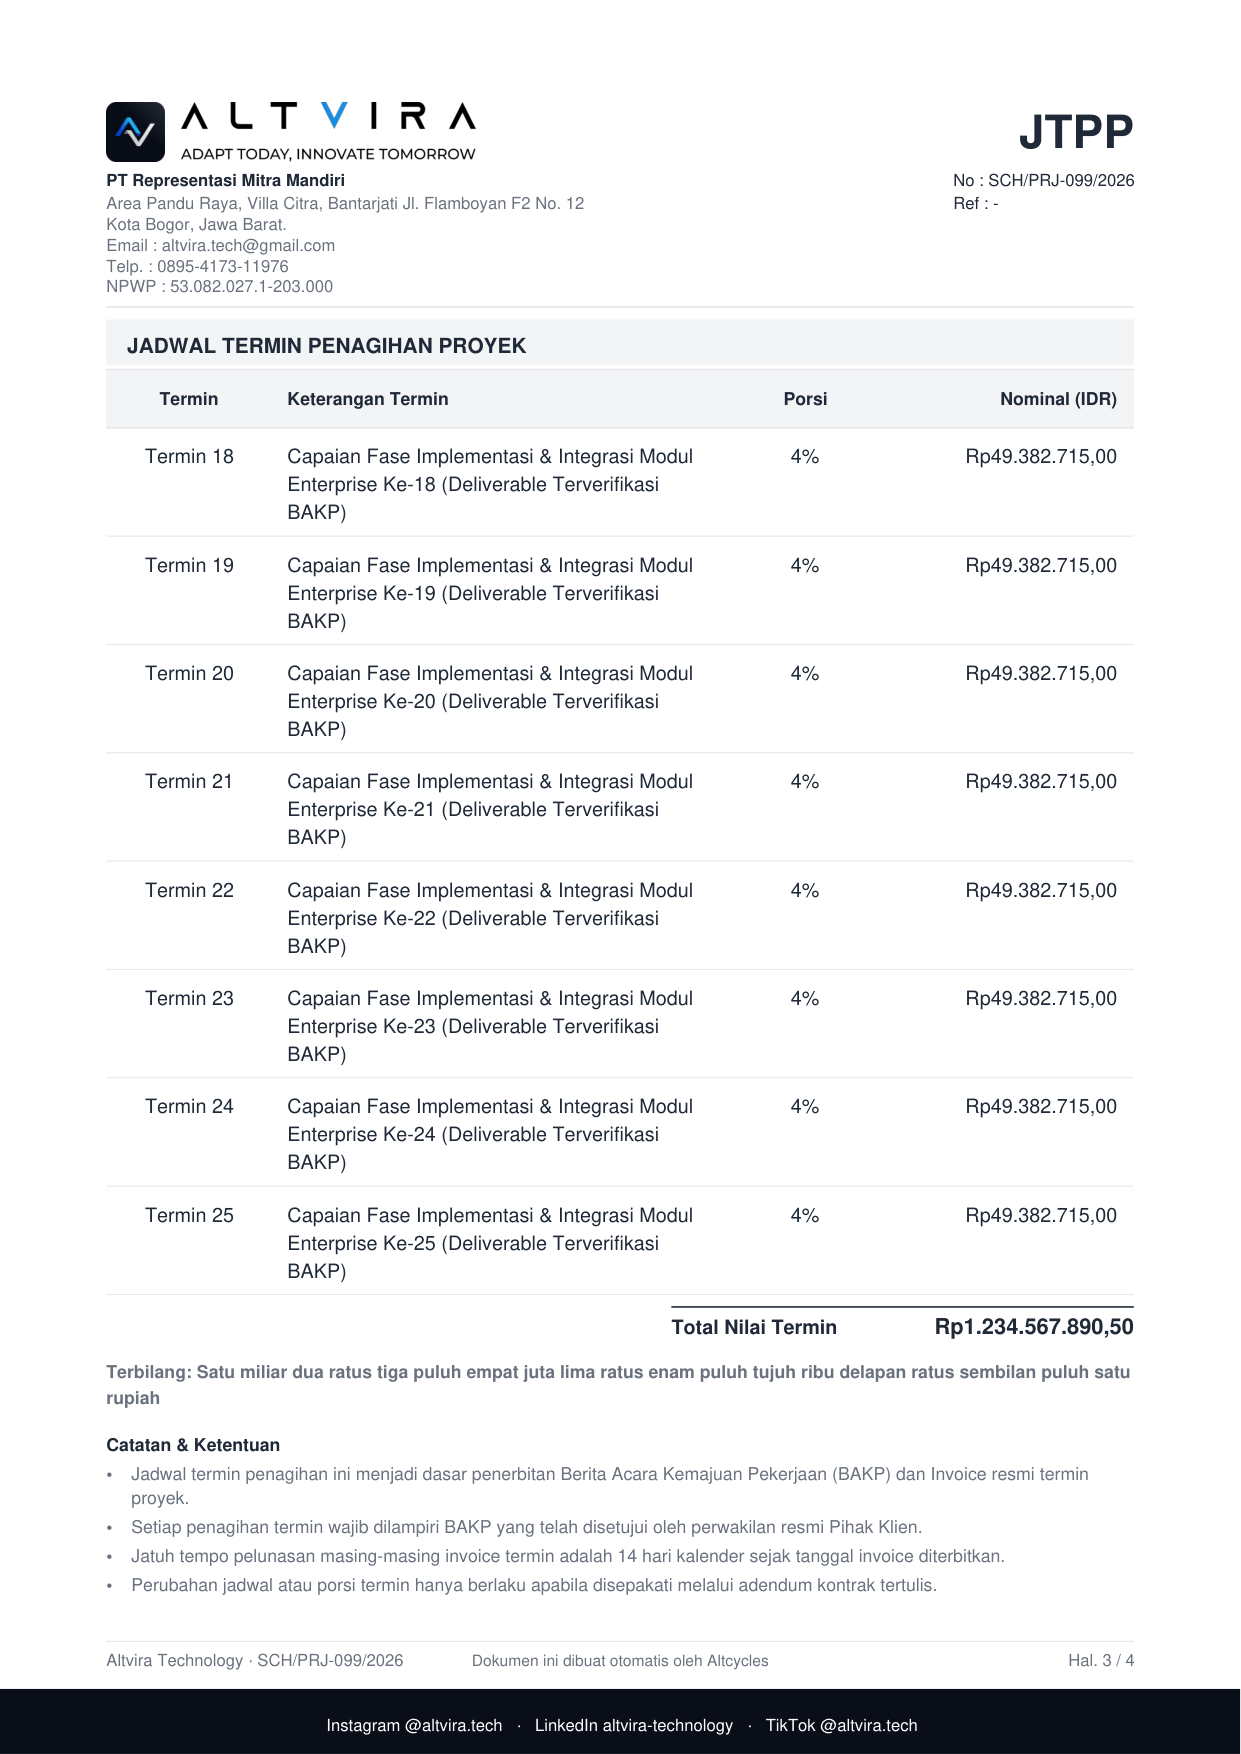 ALTVIRA
ADAPT TODAY, INNOVATE TOMORROW
JTPP
PT Representasi Mitra Mandiri
No : SCH/PRJ-099/2026
Area Pandu Raya, Villa Citra, Bantarjati Jl. Flamboyan F2 No. 12
Ref : -
Kota Bogor, Jawa Barat.
Email : altvira.tech@gmail.com
Telp. : 0895-4173-11976
NPWP : 53.082.027.1-203.000
JADWAL TERMIN PENAGIHAN PROYEK
Termin Keterangan Termin Porsi Nominal (IDR)
Termin 18 Capaian Fase Implementasi & Integrasi Modul 4% Rp49.382.715,00
Enterprise Ke-18 (Deliverable Terverifikasi
BAKP)
Termin 19 Capaian Fase Implementasi & Integrasi Modul 4% Rp49.382.715,00
Enterprise Ke-19 (Deliverable Terverifikasi
BAKP)
Termin 20 Capaian Fase Implementasi & Integrasi Modul 4% Rp49.382.715,00
Enterprise Ke-20 (Deliverable Terverifikasi
BAKP)
Termin 21 Capaian Fase Implementasi & Integrasi Modul 4% Rp49.382.715,00
Enterprise Ke-21 (Deliverable Terverifikasi
BAKP)
Termin 22 Capaian Fase Implementasi & Integrasi Modul 4% Rp49.382.715,00
Enterprise Ke-22 (Deliverable Terverifikasi
BAKP)
Termin 23 Capaian Fase Implementasi & Integrasi Modul 4% Rp49.382.715,00
Enterprise Ke-23 (Deliverable Terverifikasi
BAKP)
Termin 24 Capaian Fase Implementasi & Integrasi Modul 4% Rp49.382.715,00
Enterprise Ke-24 (Deliverable Terverifikasi
BAKP)
Termin 25 Capaian Fase Implementasi & Integrasi Modul 4% Rp49.382.715,00
Enterprise Ke-25 (Deliverable Terverifikasi
BAKP)
Total Nilai Termin Rp1.234.567.890,50
Terbilang: Satu miliar dua ratus tiga puluh empat juta lima ratus enam puluh tujuh ribu delapan ratus sembilan puluh satu
rupiah
Catatan & Ketentuan
• Jadwal termin penagihan ini menjadi dasar penerbitan Berita Acara Kemajuan Pekerjaan (BAKP) dan Invoice resmi termin
proyek.
• Setiap penagihan termin wajib dilampiri BAKP yang telah disetujui oleh perwakilan resmi Pihak Klien.
• Jatuh tempo pelunasan masing-masing invoice termin adalah 14 hari kalender sejak tanggal invoice diterbitkan.
• Perubahan jadwal atau porsi termin hanya berlaku apabila disepakati melalui adendum kontrak tertulis.
Altvira Technology · SCH/PRJ-099/2026 Dokumen ini dibuat otomatis oleh Altcycles Hal. 3 / 4
Instagram @altvira.tech · LinkedIn altvira-technology · TikTok @altvira.tech